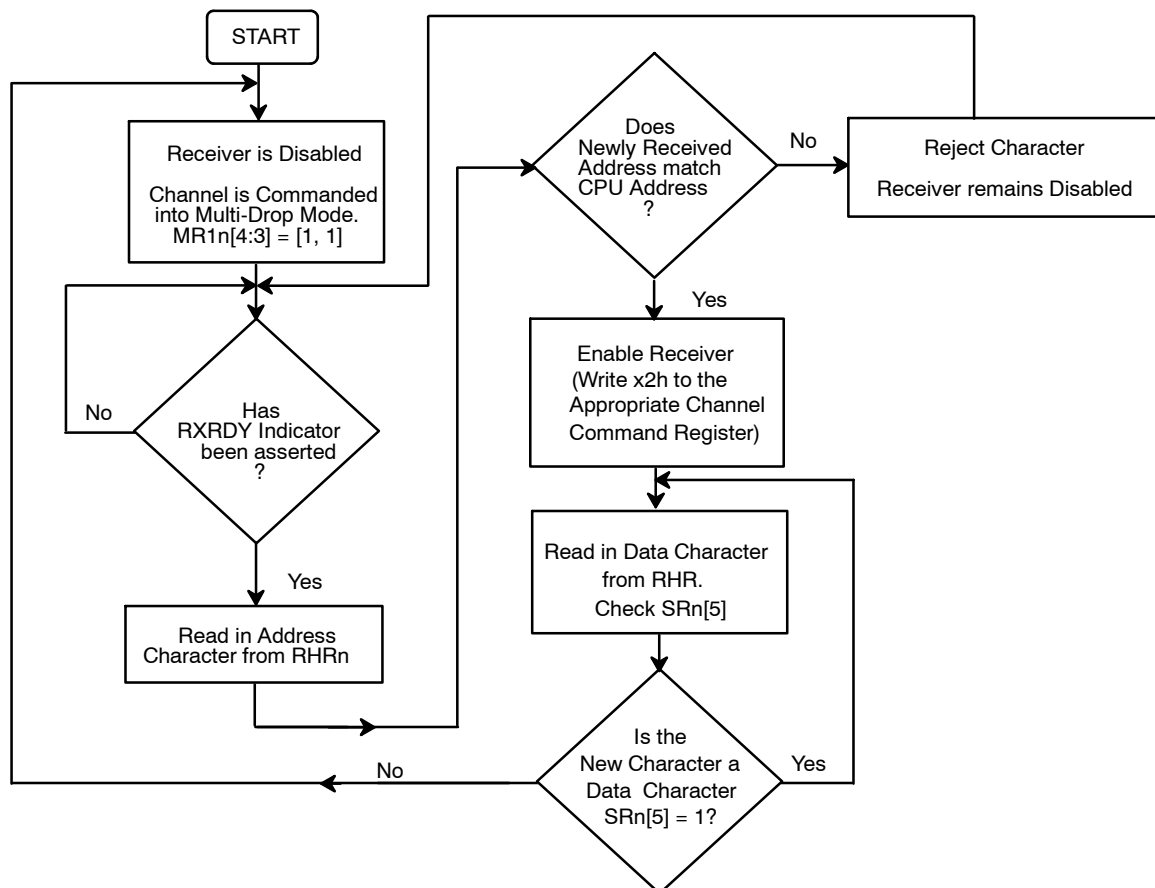 START
Receiver is Disabled
Channel is Commanded
into Multi-Drop Mode.
MR1n[4:3] = [1, 1]
Has
RXRDY Indicator
been asserted
?
No
Yes
Read in Address
Character from RHRn
Does
Newly Received
Address match
CPU Address
?
No
Reject Character
Receiver remains Disabled
Yes
Enable Receiver
(Write x2h to the
Appropriate Channel
Command Register)
Read in Data Character
from RHR.
Check SRn[5]
Is the
New Character a
Data Character
SRn[5] = 1?
Yes
No